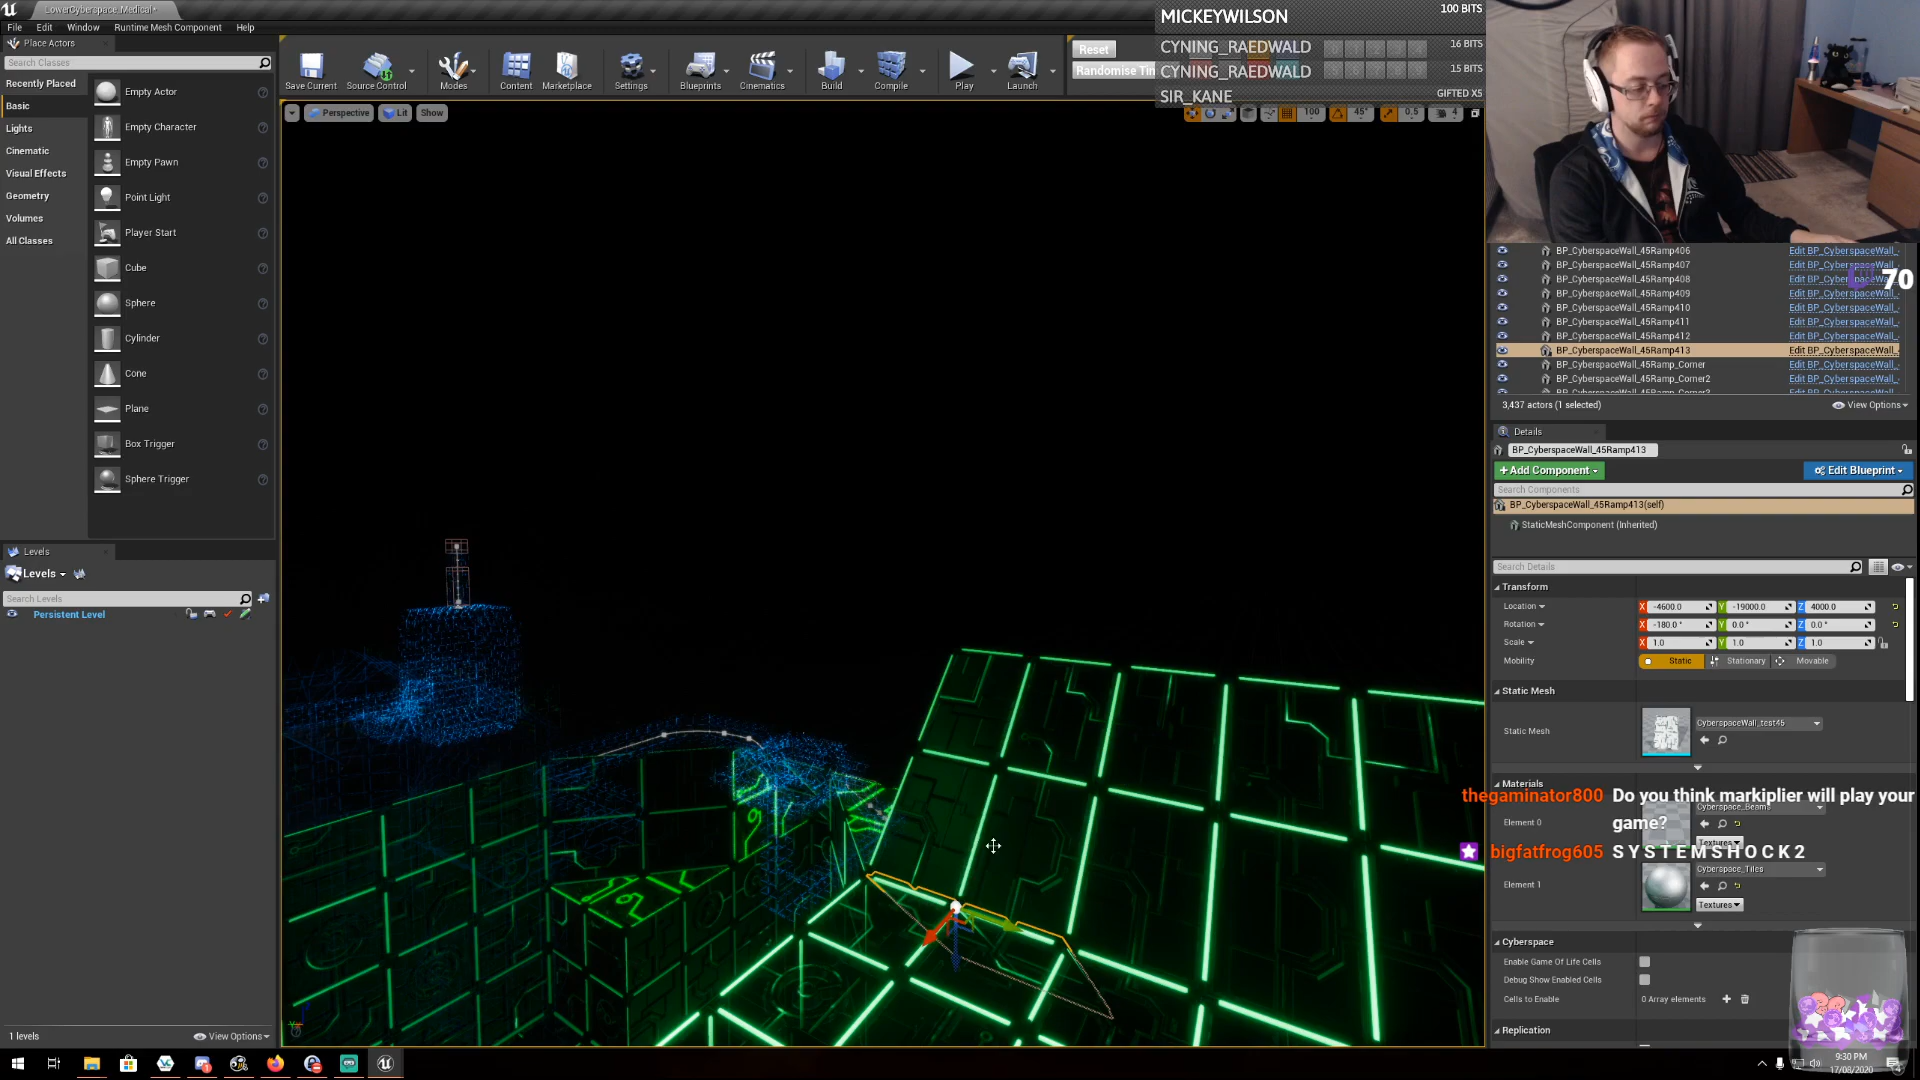 LowerCyberspace_Medical*
File Edit Window Runtime Mesh Component Help
Place Actors
Search Classes
Recently Placed
Basic
Lights
Cinematic
Visual Effects
Geometry
Volumes
All Classes
Empty Actor
Empty Character
Empty Pawn
Point Light
Player Start
Cube
Sphere
Cylinder
Cone
Plane
Box Trigger
Sphere Trigger
Levels
Levels
Search Levels
Persistent Level
1 levels
View Options
Save Current
Source Control
Modes
Content
Marketplace
Settings
Blueprints
Cinematics
Build
Compile
Play
Launch
Reset
Randomise Tim
Perspective
Lit
Show
100
45°
0.5
4
MICKEYWILSON 100 BITS
CYNING_RAEDWALD 16 BITS
CYNING_RAEDWALD 15 BITS
SIR_KANE GIFTED X5
BP_CyberspaceWall_45Ramp406 Edit BP_CyberspaceWall_
BP_CyberspaceWall_45Ramp407 Edit BP_CyberspaceWall_
BP_CyberspaceWall_45Ramp408 Edit BP_CyberspaceWall_
BP_CyberspaceWall_45Ramp409 Edit BP_CyberspaceWall_
BP_CyberspaceWall_45Ramp410 Edit BP_CyberspaceWall_
BP_CyberspaceWall_45Ramp411 Edit BP_CyberspaceWall_
BP_CyberspaceWall_45Ramp412 Edit BP_CyberspaceWall_
BP_CyberspaceWall_45Ramp413 Edit BP_CyberspaceWall_
BP_CyberspaceWall_45Ramp_Corner Edit BP_CyberspaceWall_
BP_CyberspaceWall_45Ramp_Corner2 Edit BP_CyberspaceWall_
70
3,437 actors (1 selected)
View Options
Details
BP_CyberspaceWall_45Ramp413
+Add Component
Edit Blueprint
Search Components
BP_CyberspaceWall_45Ramp413(self)
StaticMeshComponent (Inherited)
Search Details
Transform
Location X -4600.0 Y -19000.0 Z 4000.0
Rotation X -180.0° Y 0.0° Z 0.0°
Scale X 1.0 Y 1.0 Z 1.0
Mobility Static Stationary Movable
Static Mesh
Static Mesh CyberspaceWall_test45
Materials
Element 0 Cyberspace_Beams
Textures
Element 1 Cyberspace_Tiles
Textures
thegaminator800 Do you think markiplier will play your game?
bigfatfrog605 S Y S T E M S H O C K 2
Cyberspace
Enable Game Of Life Cells
Debug Show Enabled Cells
Cells to Enable 0 Array elements
Replication
9:30 PM
17/08/2020